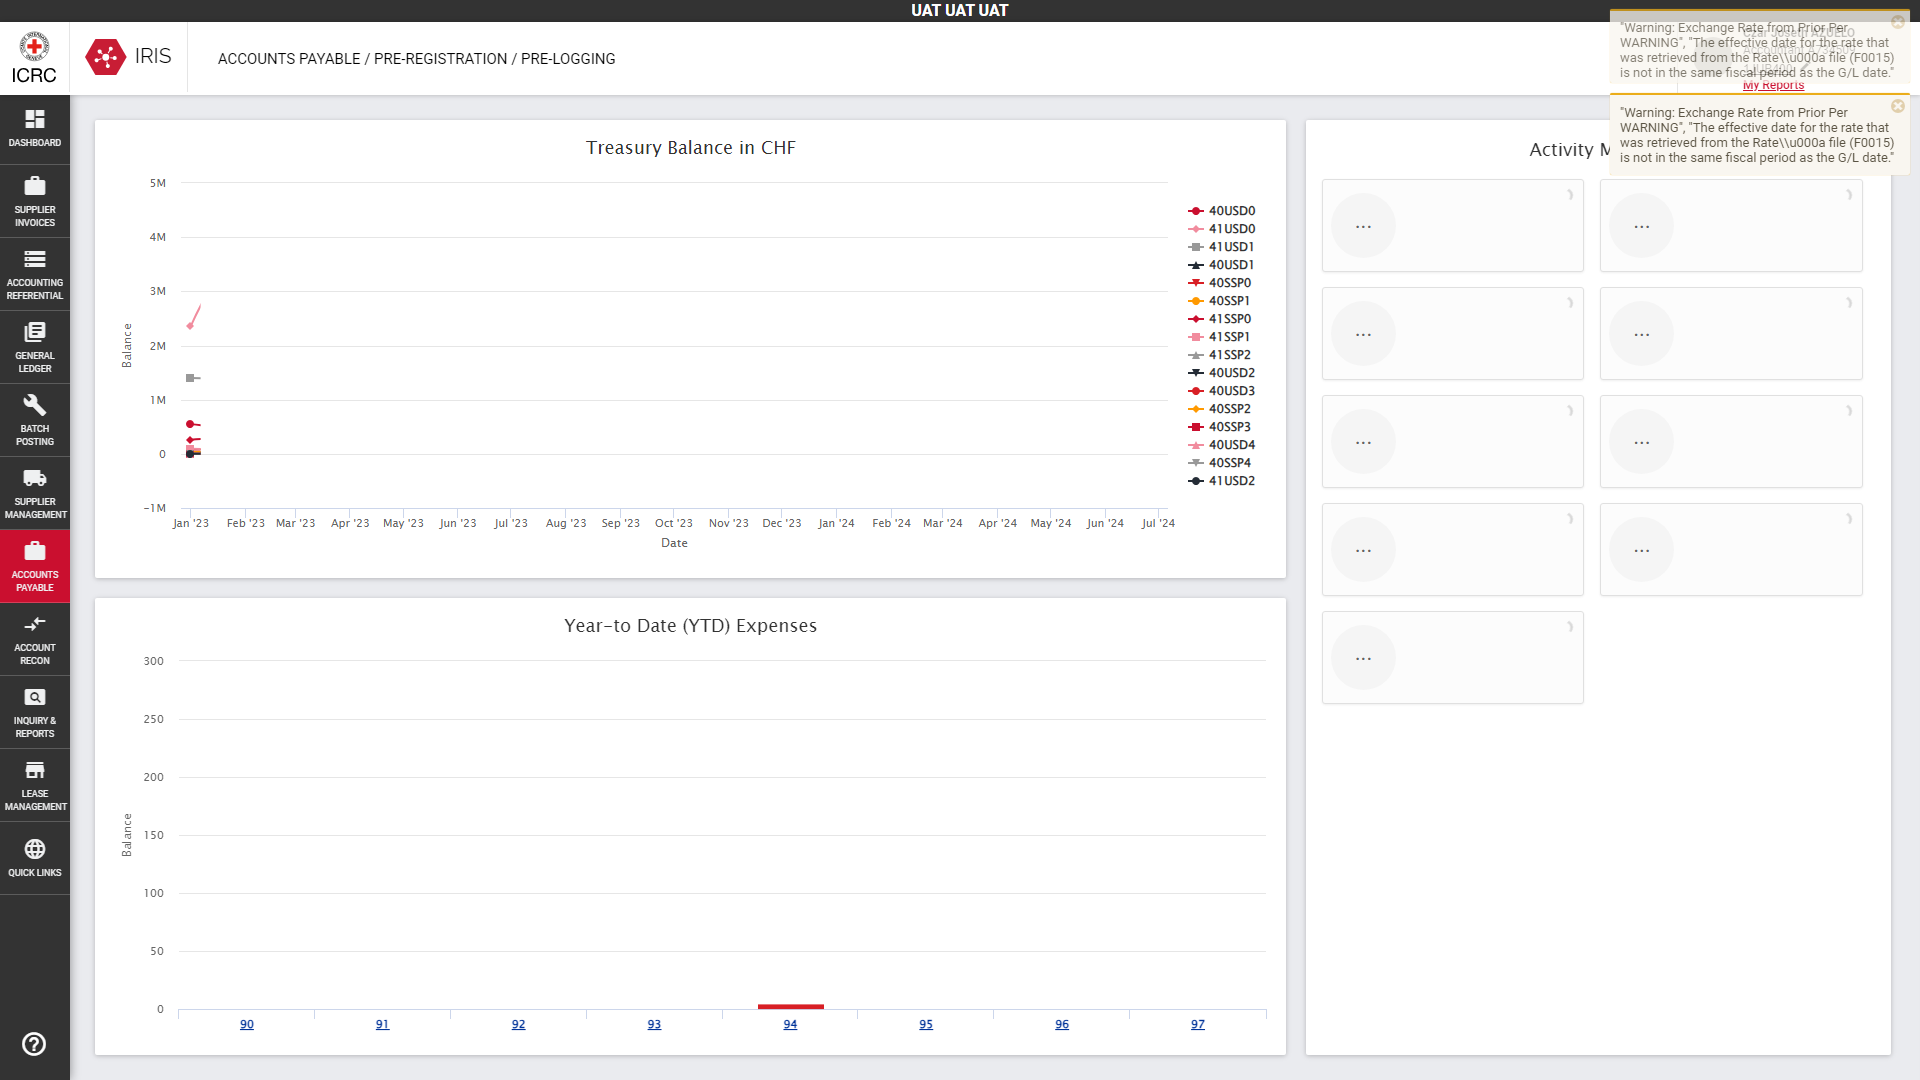 UAT UAT UAT
ICRC
IRIS
ACCOUNTS PAYABLE / PRE-REGISTRATION / PRE-LOGGING
"Warning: Exchange Rate from Prior Per
WARNING", "The effective date for the rate that
was retrieved from the Rate\\u000a file (F0015)
is not in the same fiscal period as the G/L date."
My Reports
"Warning: Exchange Rate from Prior Per
WARNING", "The effective date for the rate that
was retrieved from the Rate\\u000a file (F0015)
is not in the same fiscal period as the G/L date."
DASHBOARD
SUPPLIER
INVOICES
ACCOUNTING
REFERENTIAL
GENERAL
LEDGER
BATCH
POSTING
SUPPLIER
MANAGEMENT
ACCOUNTS
PAYABLE
ACCOUNT
RECON
INQUIRY &
REPORTS
LEASE
MANAGEMENT
QUICK LINKS
Treasury Balance in CHF
5M
4M
3M
2M
1M
0
-1M
Balance
Jan '23 Feb '23 Mar '23 Apr '23 May '23 Jun '23 Jul '23 Aug '23 Sep '23 Oct '23 Nov '23 Dec '23 Jan '24 Feb '24 Mar '24 Apr '24 May '24 Jun '24 Jul '24
Date
40USD0
41USD0
41USD1
40USD1
40SSP0
40SSP1
41SSP0
41SSP1
41SSP2
40USD2
40USD3
40SSP2
40SSP3
40USD4
40SSP4
41USD2
Year-to Date (YTD) Expenses
300
250
200
150
100
50
0
Balance
90 91 92 93 94 95 96 97
Activity
... ...
... ...
... ...
... ...
...